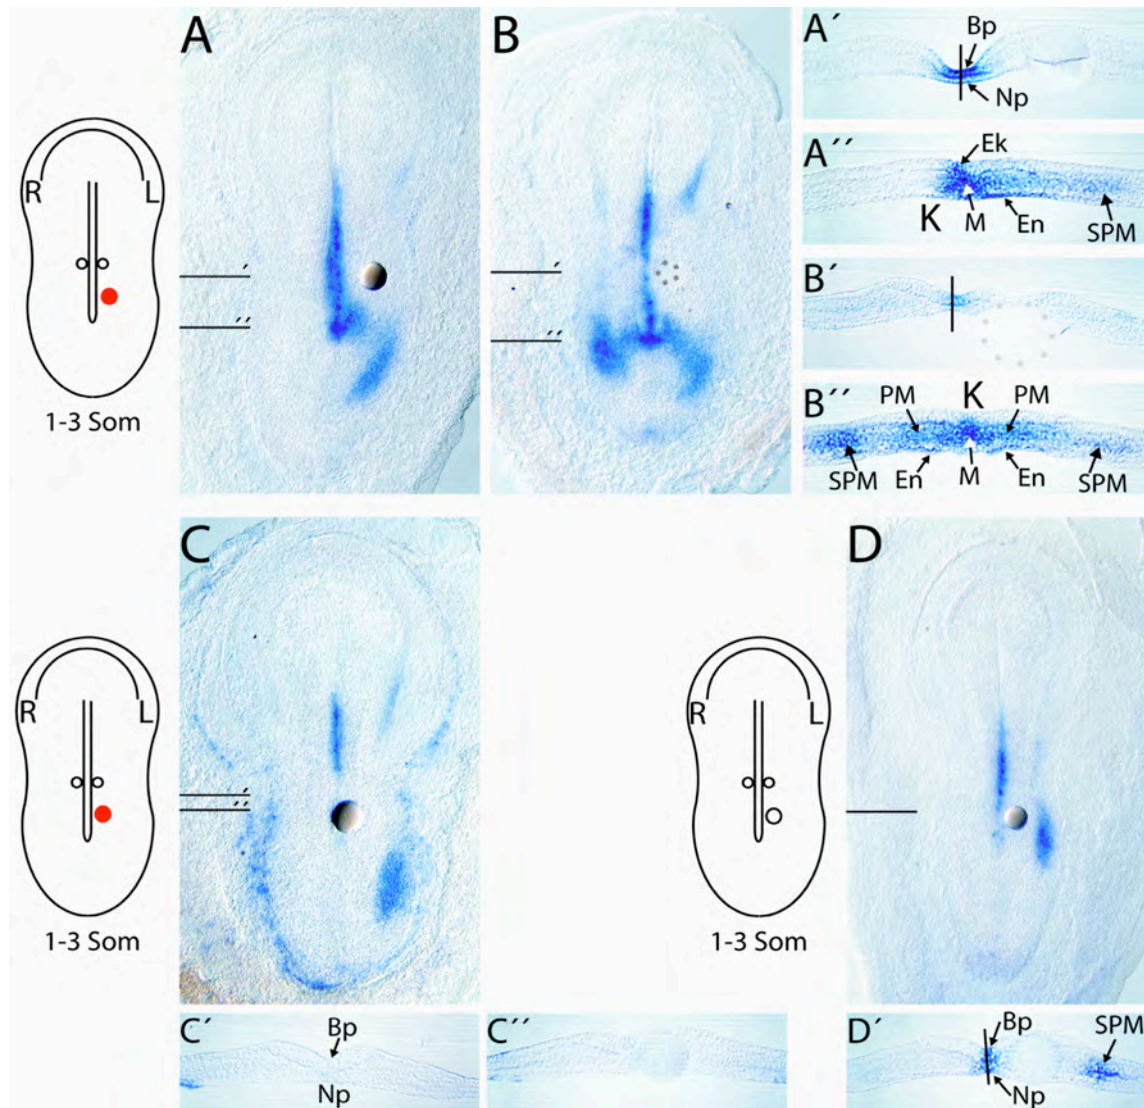 A
B
A´
Bp
Np
A´´
Ek
K
M
En
SPM
R
L
´
´´
´
´´
1-3 Som
B´
B´´
PM
K
PM
SPM
En
M
En
SPM
C
D
R
L
´
´´
1-3 Som
R
L
1-3 Som
C´
Bp
Np
C´´
D´
Bp
SPM
Np